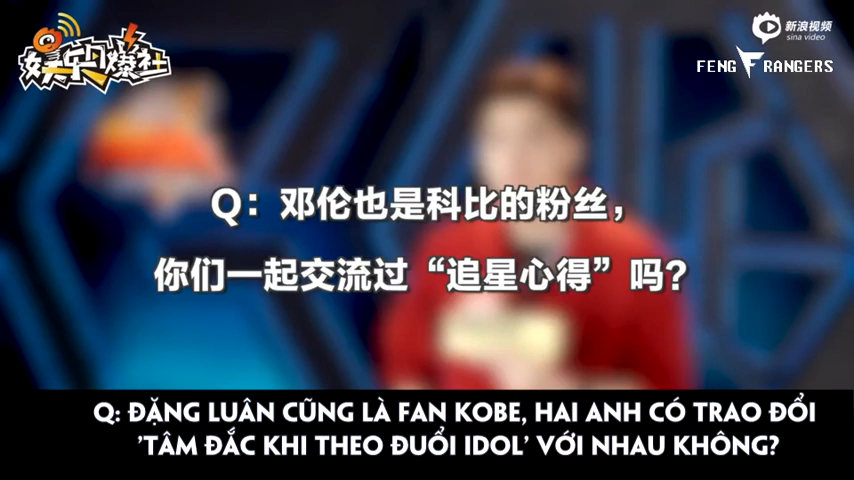 娱乐闪爆社
新浪视频
sina video
FENG RANGERS
Q：邓伦也是科比的粉丝，
你们一起交流过“追星心得”吗？
Q: ĐẶNG LUÂN CŨNG LÀ FAN KOBE, HAI ANH CÓ TRAO ĐỔI
'TÂM ĐẮC KHI THEO ĐUỔI IDOL' VỚI NHAU KHÔNG?